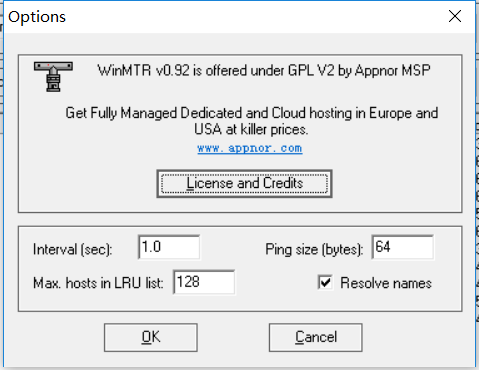 Options
WinMTR v0.92 is offered under GPL V2 by Appnor MSP
Get Fully Managed Dedicated and Cloud hosting in Europe and
USA at killer prices.
www.appnor.com
License and Credits
Interval (sec): 1.0 Ping size (bytes): 64
Max. hosts in LRU list: 128 Resolve names
OK Cancel